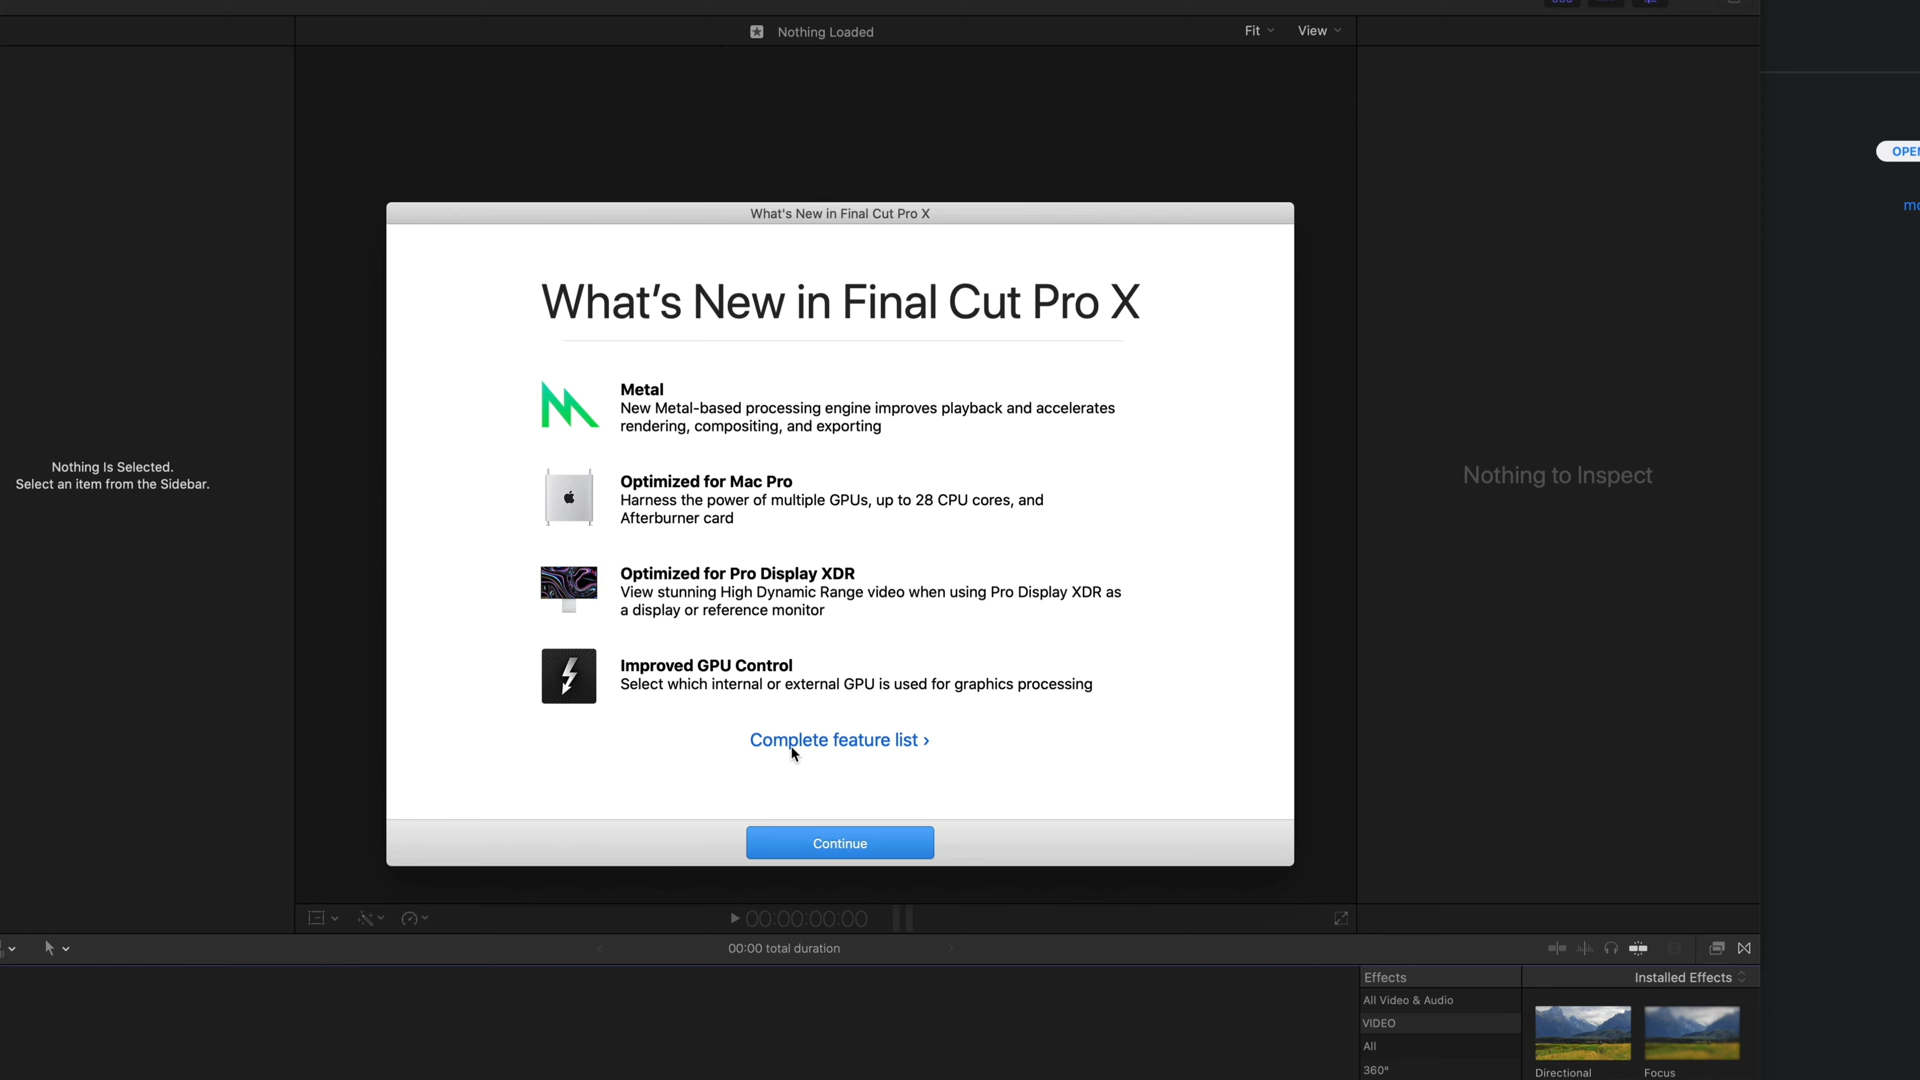 Nothing Loaded
Fit
View
What's New in Final Cut Pro X
What's New in Final Cut Pro X
Metal
New Metal-based processing engine improves playback and accelerates
rendering, compositing, and exporting
Optimized for Mac Pro
Harness the power of multiple GPUs, up to 28 CPU cores, and
Afterburner card
Optimized for Pro Display XDR
View stunning High Dynamic Range video when using Pro Display XDR as
a display or reference monitor
Improved GPU Control
Select which internal or external GPU is used for graphics processing
Complete feature list ›
Continue
Nothing Is Selected.
Select an item from the Sidebar.
Nothing to Inspect
00:00:00:00
00:00 total duration
Effects
Installed Effects
All Video & Audio
VIDEO
All
360°
Directional
Focus